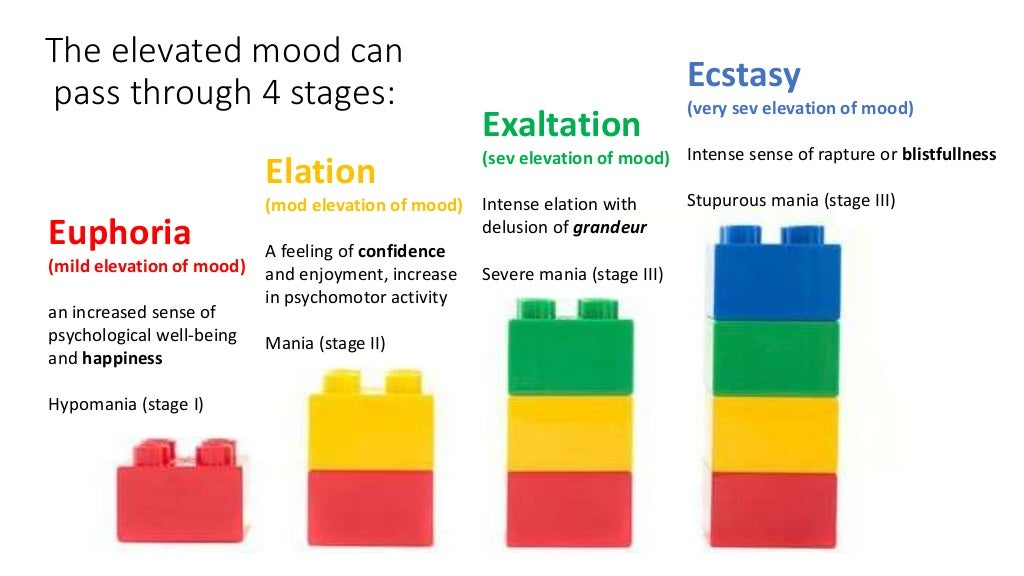 The elevated mood can
pass through 4 stages:
Euphoria
(mild elevation of mood)
an increased sense of
psychological well-being
and happiness
Hypomania (stage I)
Elation
(mod elevation of mood)
A feeling of confidence
and enjoyment, increase
in psychomotor activity
Mania (stage II)
Exaltation
(sev elevation of mood)
Intense elation with
delusion of grandeur
Severe mania (stage III)
Ecstasy
(very sev elevation of mood)
Intense sense of rapture or blistfullness
Stupurous mania (stage III)